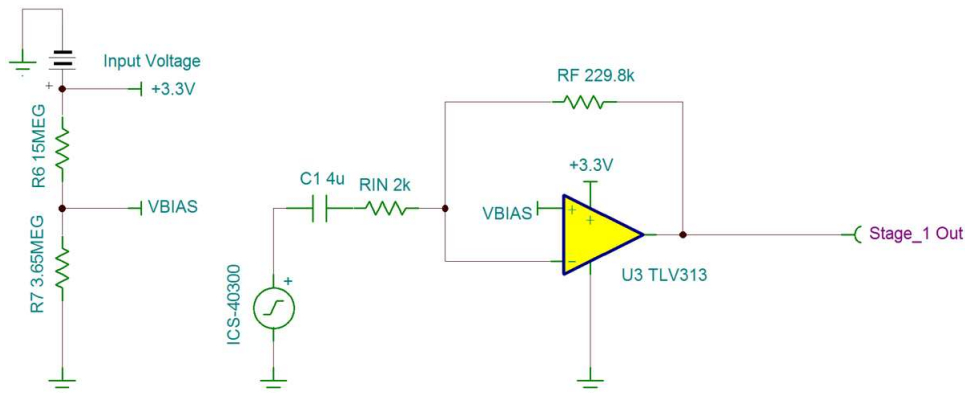 Input Voltage
+
+3.3V
R6 15MEG
VBIAS
R7 3.65MEG
C1 4u
RIN 2k
+
ICS-40300
RF 229.8k
+3.3V
VBIAS
+
+
-
U3 TLV313
Stage_1 Out